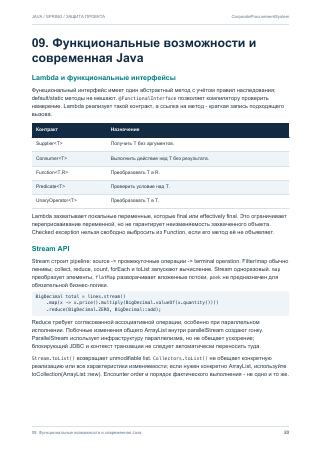 JAVA / SPRING / ЗАЩИТА ПРОЕКТА
CorporateProcurementSystem
09. Функциональные возможности и
современная Java
Lambda и функциональные интерфейсы
Функциональный интерфейс имеет один абстрактный метод с учётом правил наследования;
default/static методы не мешают. @FunctionalInterface позволяет компилятору проверить
намерение. Lambda реализует такой контракт, а ссылка на метод - краткая запись подходящего
вызова.
Контракт Назначение
Supplier<T> Получить T без аргументов.
Consumer<T> Выполнить действие над T без результата.
Function<T,R> Преобразовать T в R.
Predicate<T> Проверить условие над T.
UnaryOperator<T> Преобразовать T в T.
Lambda захватывает локальные переменные, которые final или effectively final. Это ограничивает
переприсваивание переменной, но не гарантирует неизменяемость захваченного объекта.
Checked exception нельзя свободно выбросить из Function, если его метод её не объявляет.
Stream API
Stream строит pipeline: source -> промежуточные операции -> terminal operation. Filter/map обычно
ленивы; collect, reduce, count, forEach и toList запускают вычисление. Stream одноразовый. map
преобразует элементы, flatMap разворачивает вложенные потоки, peek не предназначен для
обязательной бизнес-логики.
BigDecimal total = lines.stream()
.map(x -> x.price().multiply(BigDecimal.valueOf(x.quantity())))
.reduce(BigDecimal.ZERO, BigDecimal::add);
Reduce требует согласованной ассоциативной операции, особенно при параллельном
исполнении. Побочные изменения общего ArrayList внутри parallelStream создают гонку.
ParallelStream использует инфраструктуру параллелизма, но не обещает ускорение;
блокирующий JDBC и контекст транзакции не следует автоматически переносить туда.
Stream.toList() возвращает unmodifiable list. Collectors.toList() не обещает конкретную
реализацию или все характеристики изменяемости; если нужен конкретно ArrayList, используйте
toCollection(ArrayList::new). Encounter order и порядок фактического выполнения - не одно и то же.
09. Функциональные возможности и современная Java